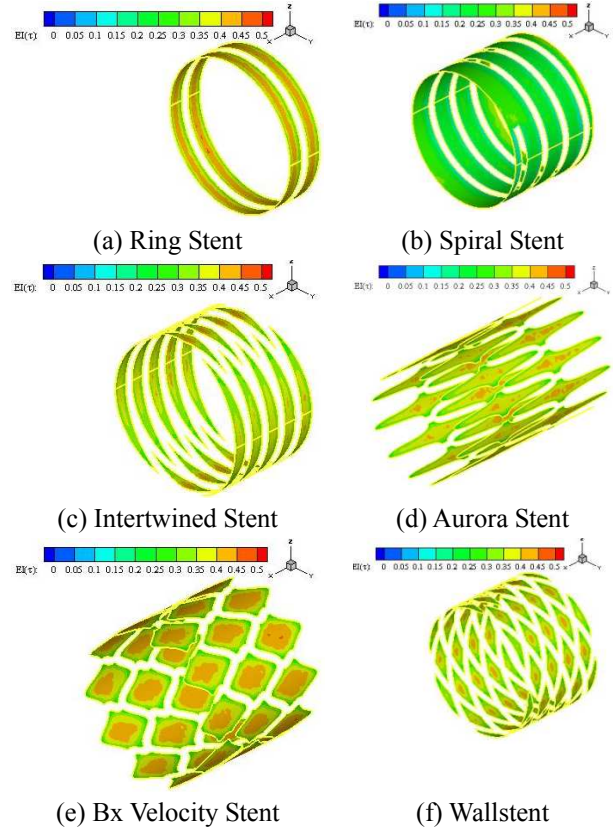 EI(τ): 0 0.05 0.1 0.15 0.2 0.25 0.3 0.35 0.4 0.45 0.5
X Y Z
EI(τ): 0 0.05 0.1 0.15 0.2 0.25 0.3 0.35 0.4 0.45 0.5
X Y Z
(a) Ring Stent
(b) Spiral Stent
EI(τ): 0 0.05 0.1 0.15 0.2 0.25 0.3 0.35 0.4 0.45 0.5
X Y Z
EI(τ): 0 0.05 0.1 0.15 0.2 0.25 0.3 0.35 0.4 0.45 0.5
X Y Z
(c) Intertwined Stent
(d) Aurora Stent
EI(τ): 0 0.05 0.1 0.15 0.2 0.25 0.3 0.35 0.4 0.45 0.5
X Y Z
EI(τ): 0 0.05 0.1 0.15 0.2 0.25 0.3 0.35 0.4 0.45 0.5
X Y Z
(e) Bx Velocity Stent
(f) Wallstent